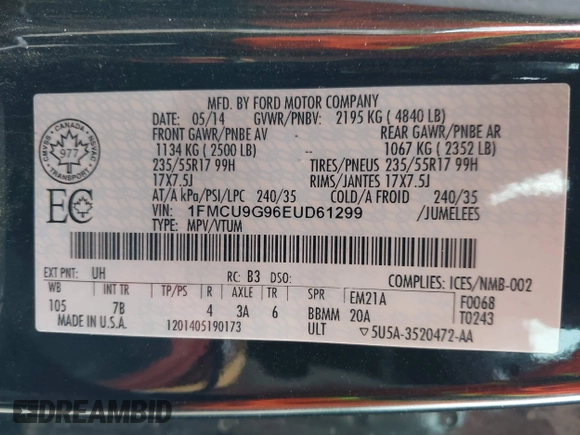 MFD. BY FORD MOTOR COMPANY
DATE: 05/14 GVWR/PNBV: 2195 KG ( 4840 LB)
FRONT GAWR/PNBE AV REAR GAWR/PNBE AR
1134 KG ( 2500 LB) 1067 KG ( 2352 LB)
235/55R17 99H TIRES/PNEUS 235/55R17 99H
17X7.5J RIMS/JANTES 17X7.5J
AT/A kPa/PSI/LPC 240/35 COLD/A FROID 240/35
VIN: 1FMCU9G96EUD61299 /JUMELEES
TYPE: MPV/VTUM
CMVSS • CANADA • NSVAC
977
TRANSPORT
EC
EXT PNT: UH RC: B3 DSO: COMPLIES: ICES/NMB-002
WB INT TR TP/PS R AXLE TR SPR EM21A F0068
105 7B 4 3A 6 BBMM 20A T0243
MADE IN U.S.A. 1201405190173 ULT 5U5A-3520472-AA
DREAMBID